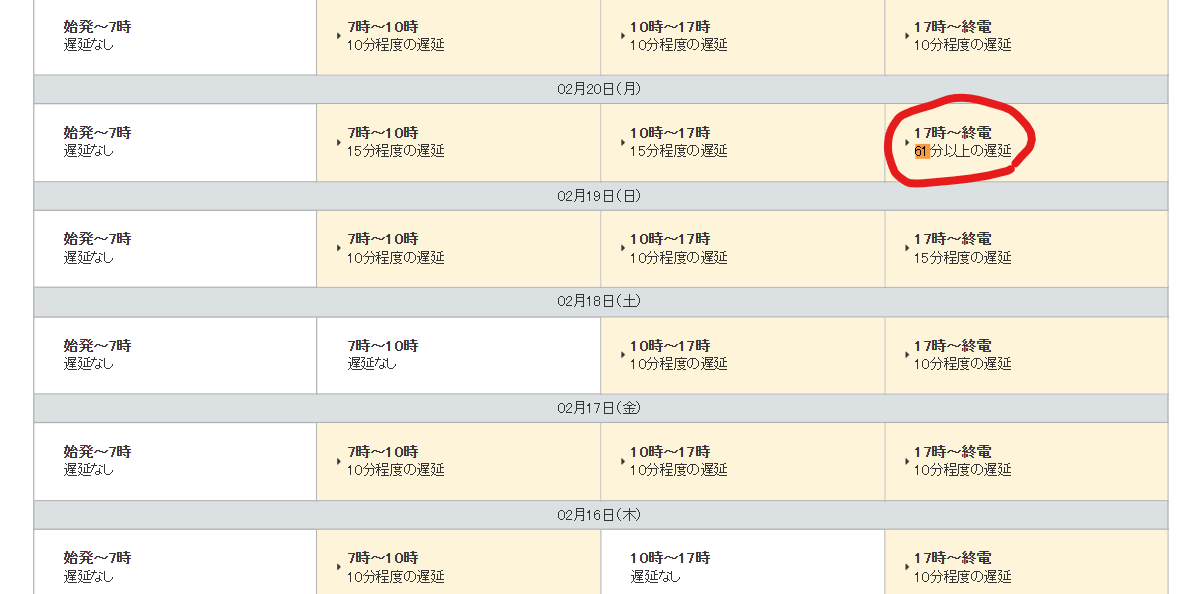 始発～7時
遅延なし
7時～10時
10分程度の遅延
10時～17時
10分程度の遅延
17時～終電
10分程度の遅延
02月20日(月)
始発～7時
遅延なし
7時～10時
15分程度の遅延
10時～17時
15分程度の遅延
17時～終電
61分以上の遅延
02月19日(日)
始発～7時
遅延なし
7時～10時
10分程度の遅延
10時～17時
10分程度の遅延
17時～終電
15分程度の遅延
02月18日(土)
始発～7時
遅延なし
7時～10時
遅延なし
10時～17時
10分程度の遅延
17時～終電
10分程度の遅延
02月17日(金)
始発～7時
遅延なし
7時～10時
10分程度の遅延
10時～17時
10分程度の遅延
17時～終電
10分程度の遅延
02月16日(木)
始発～7時
遅延なし
7時～10時
10分程度の遅延
10時～17時
遅延なし
17時～終電
10分程度の遅延